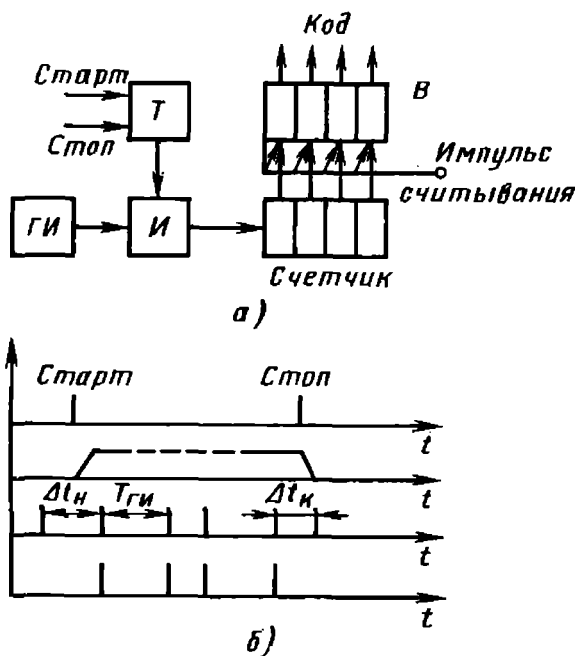 Код
Старт
Стоп
Т
В
Импульс
считывания
ГИ
И
Счетчик
а)
Старт
Стоп
t
t
Δtн
Tги
Δtк
t
t
б)